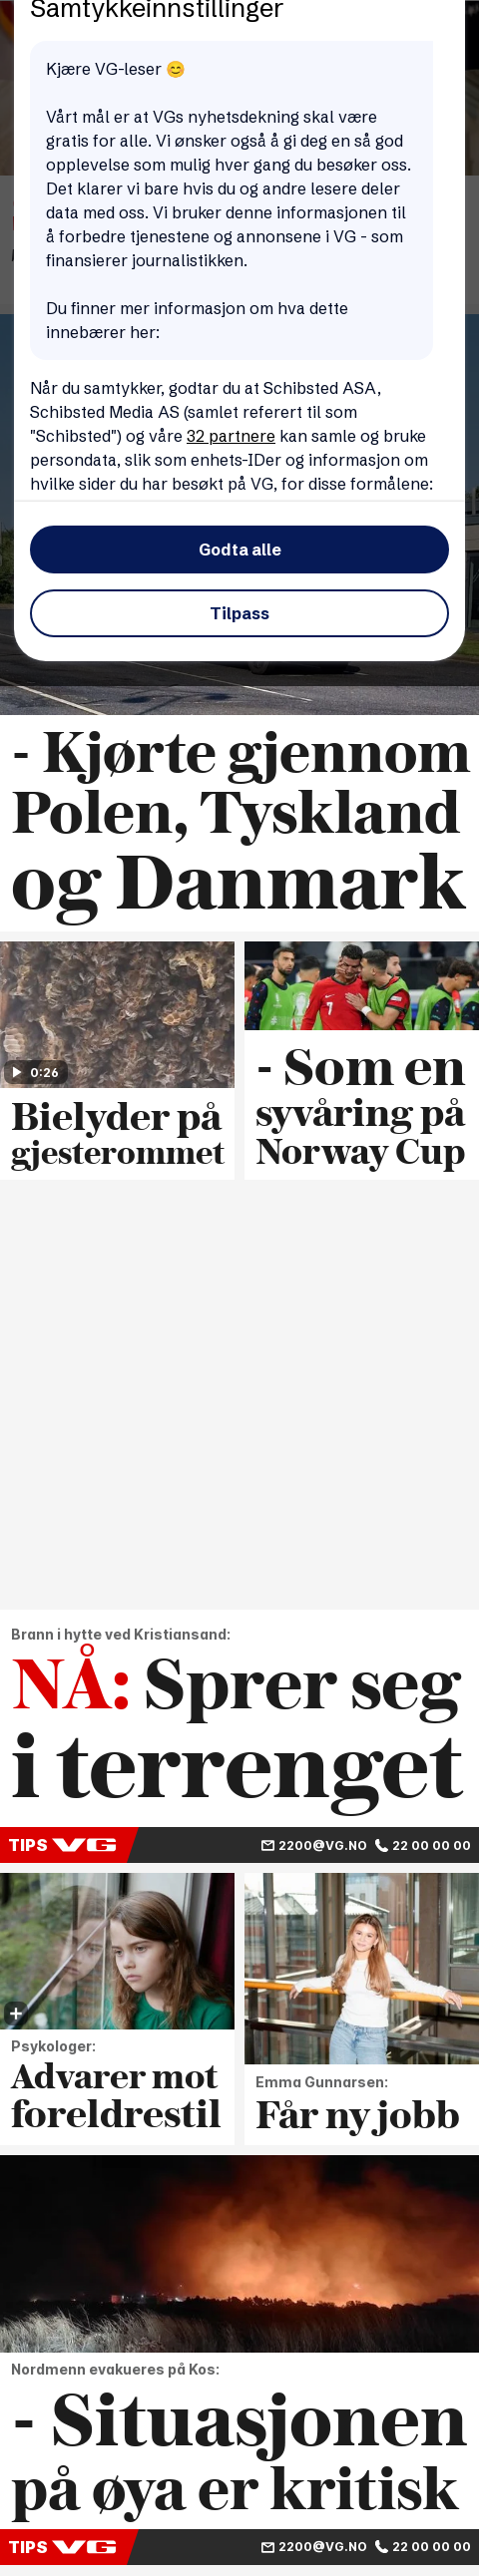 Samtykkeinnstillinger
Kjære VG-leser 😊
Vårt mål er at VGs nyhetsdekning skal være
gratis for alle. Vi ønsker også å gi deg en så god
opplevelse som mulig hver gang du besøker oss.
Det klarer vi bare hvis du og andre lesere deler
data med oss. Vi bruker denne informasjonen til
å forbedre tjenestene og annonsene i VG - som
finansierer journalistikken.
Du finner mer informasjon om hva dette
innebærer her:
Når du samtykker, godtar du at Schibsted ASA,
Schibsted Media AS (samlet referert til som
"Schibsted") og våre 32 partnere kan samle og bruke
persondata, slik som enhets-IDer og informasjon om
hvilke sider du har besøkt på VG, for disse formålene:
Godta alle
Tilpass
- Kjørte gjennom
Polen, Tyskland
og Danmark
0:26
Bielyder på
gjesterommet
7
- Som en
syvåring på
Norway Cup
Brann i hytte ved Kristiansand:
NÅ: Sprer seg
i terrenget
TIPS VG 2200@VG.NO 22 00 00 00
Psykologer:
Advarer mot
foreldrestil
Emma Gunnarsen:
Får ny jobb
Nordmenn evakueres på Kos:
- Situasjonen
på øya er kritisk
TIPS VG 2200@VG.NO 22 00 00 00